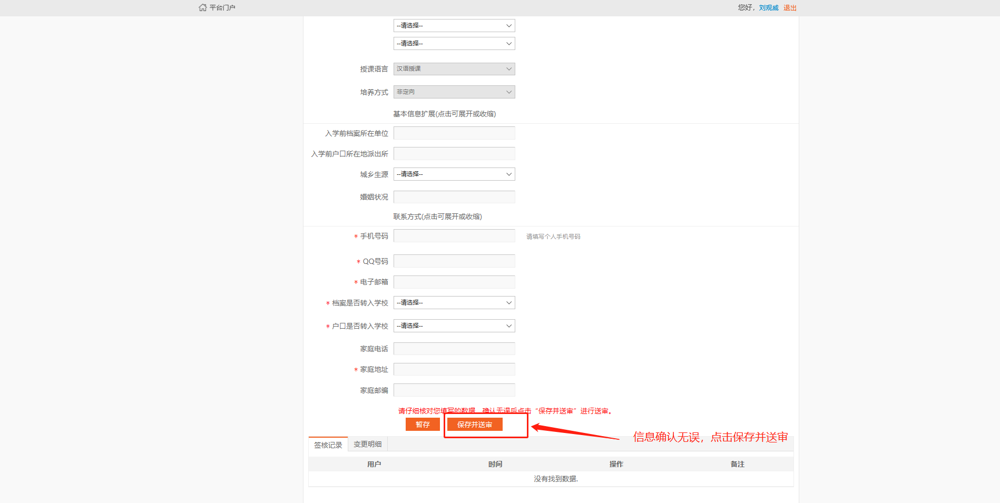 平台门户
您好，刘观威 退出
--请选择--
--请选择--
授课语言 汉语授课
培养方式 非定向
基本信息扩展(点击可展开或收缩)
入学前档案所在单位
入学前户口所在地派出所
城乡生源 --请选择--
婚姻状况
联系方式(点击可展开或收缩)
* 手机号码 请填写个人手机号码
* QQ号码
* 电子邮箱
* 档案是否转入学校 --请选择--
* 户口是否转入学校 --请选择--
家庭电话
* 家庭地址
家庭邮编
请仔细核对您填写的数据，确认无误后点击“保存并送审”进行送审。
暂存 保存并送审
信息确认无误，点击保存并送审
签核记录 变更明细
用户 时间 操作 备注
没有找到数据.